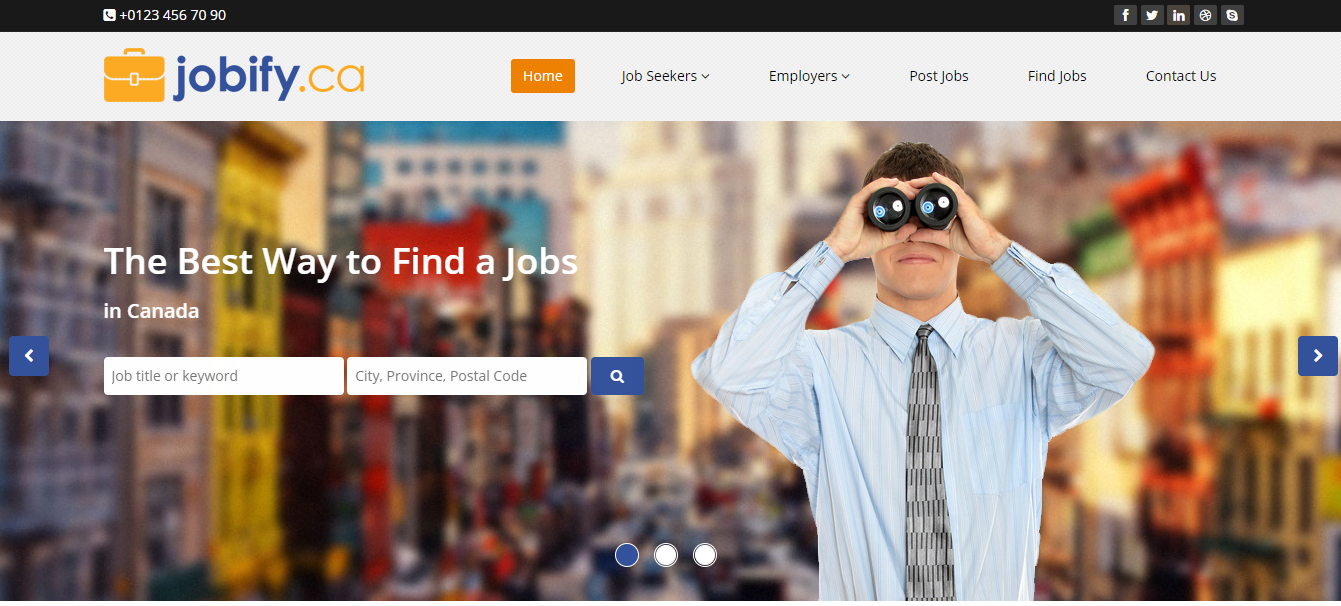 +0123 456 70 90
jobify.ca
Home Job Seekers Employers Post Jobs Find Jobs Contact Us
The Best Way to Find a Jobs
in Canada
Job title or keyword City, Province, Postal Code